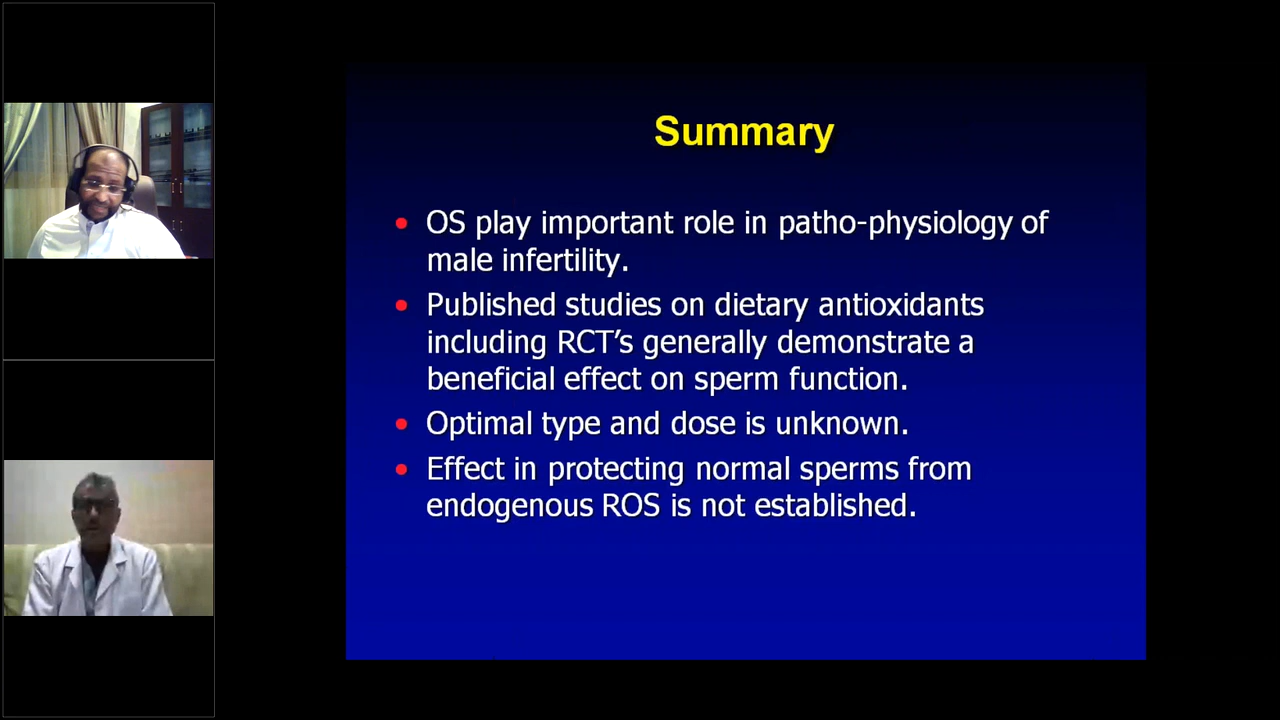 Summary
• OS play important role in patho-physiology of
male infertility.
• Published studies on dietary antioxidants
including RCT's generally demonstrate a
beneficial effect on sperm function.
• Optimal type and dose is unknown.
• Effect in protecting normal sperms from
endogenous ROS is not established.